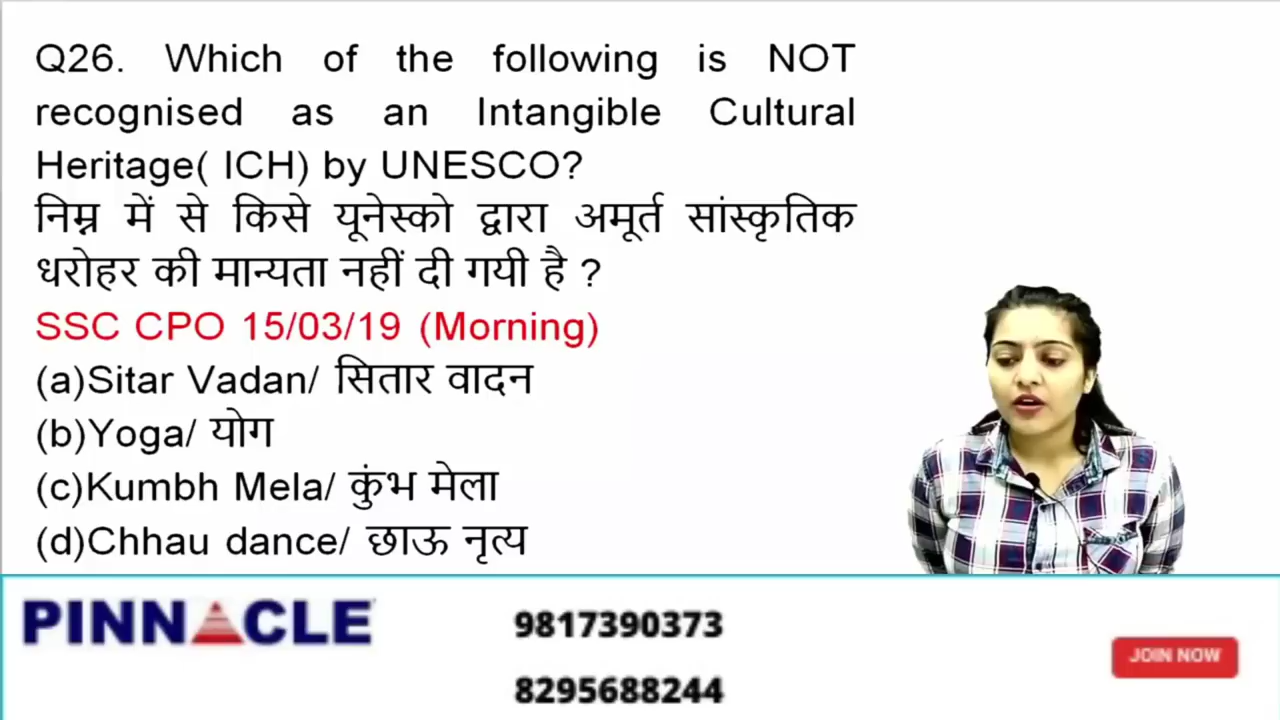 Q26. Which of the following is NOT
recognised as an Intangible Cultural
Heritage( ICH) by UNESCO?
निम्न में से किसे यूनेस्को द्वारा अमूर्त सांस्कृतिक
धरोहर की मान्यता नहीं दी गयी है ?
SSC CPO 15/03/19 (Morning)
(a)Sitar Vadan/ सितार वादन
(b)Yoga/ योग
(c)Kumbh Mela/ कुंभ मेला
(d)Chhau dance/ छाऊ नृत्य
PINNACLE
9817390373
8295688244
JOIN NOW